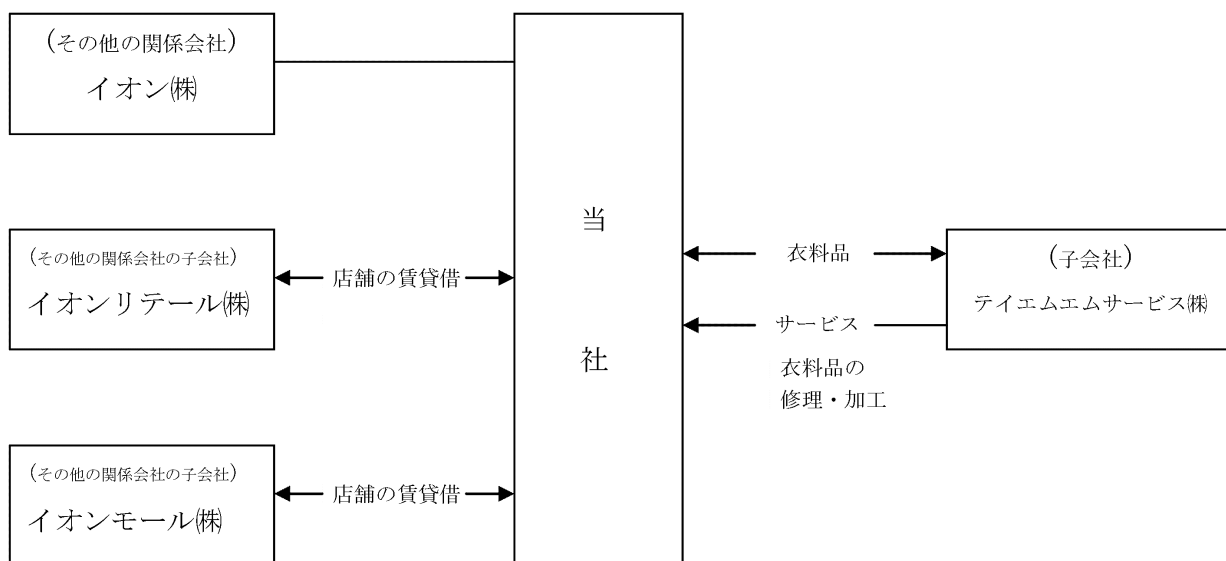 (その他の関係会社)
イオン㈱
(その他の関係会社の子会社)
イオンリテール㈱
店舗の賃貸借
(その他の関係会社の子会社)
イオンモール㈱
店舗の賃貸借
当
社
衣料品
サービス
衣料品の
修理・加工
(子会社)
テイエムエムサービス㈱